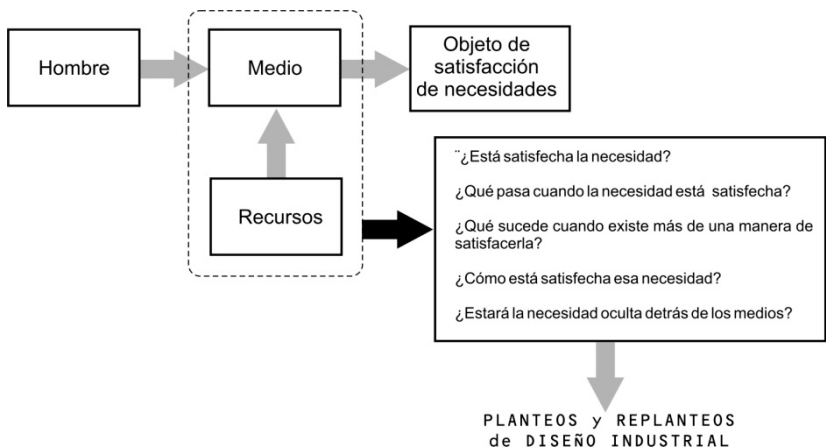 Hombre
Medio
Objeto de
satisfacción
de necesidades
Recursos
¨¿Está satisfecha la necesidad?
¿Qué pasa cuando la necesidad está satisfecha?
¿Qué sucede cuando existe más de una manera de
satisfacerla?
¿Cómo está satisfecha esa necesidad?
¿Estará la necesidad oculta detrás de los medios?
PLANTEOS y REPLANTEOS
de DISEÑO INDUSTRIAL